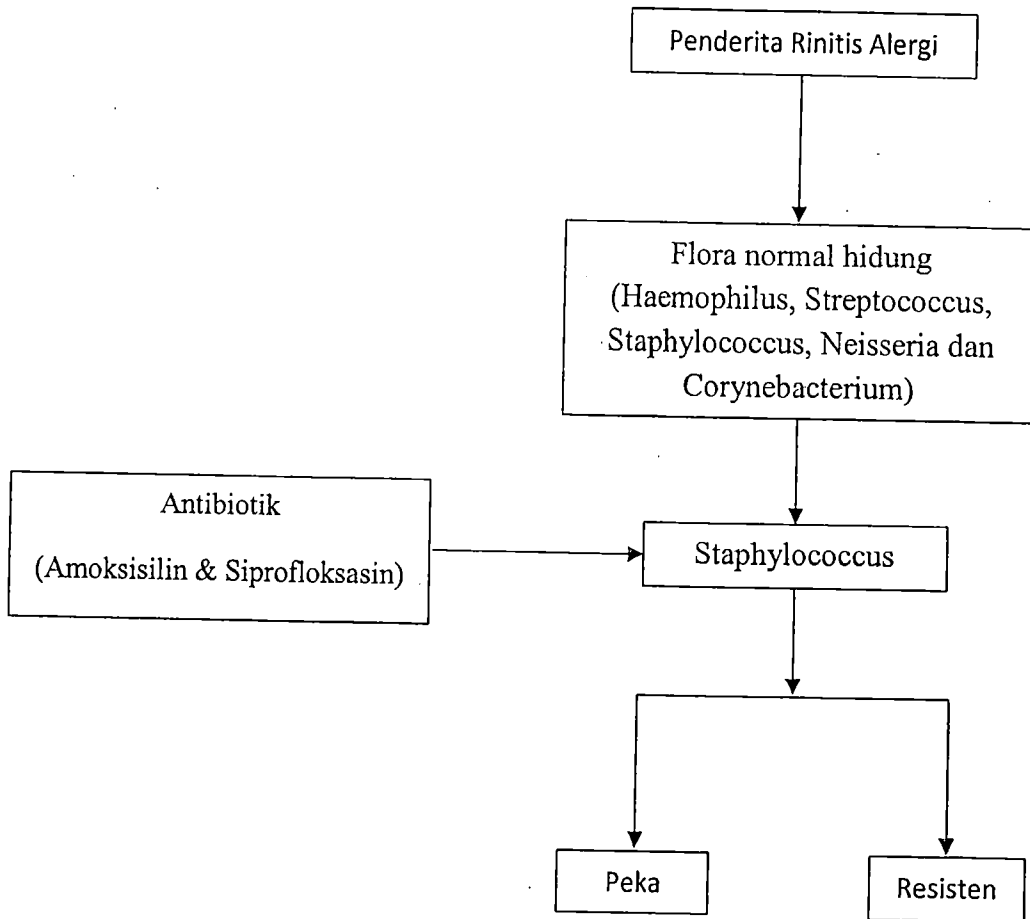 Penderita Rinitis Alergi
Flora normal hidung
(Haemophilus, Streptococcus,
Staphylococcus, Neisseria dan
Corynebacterium)
Antibiotik
(Amoksisilin & Siprofloksasin)
Staphylococcus
Peka
Resisten